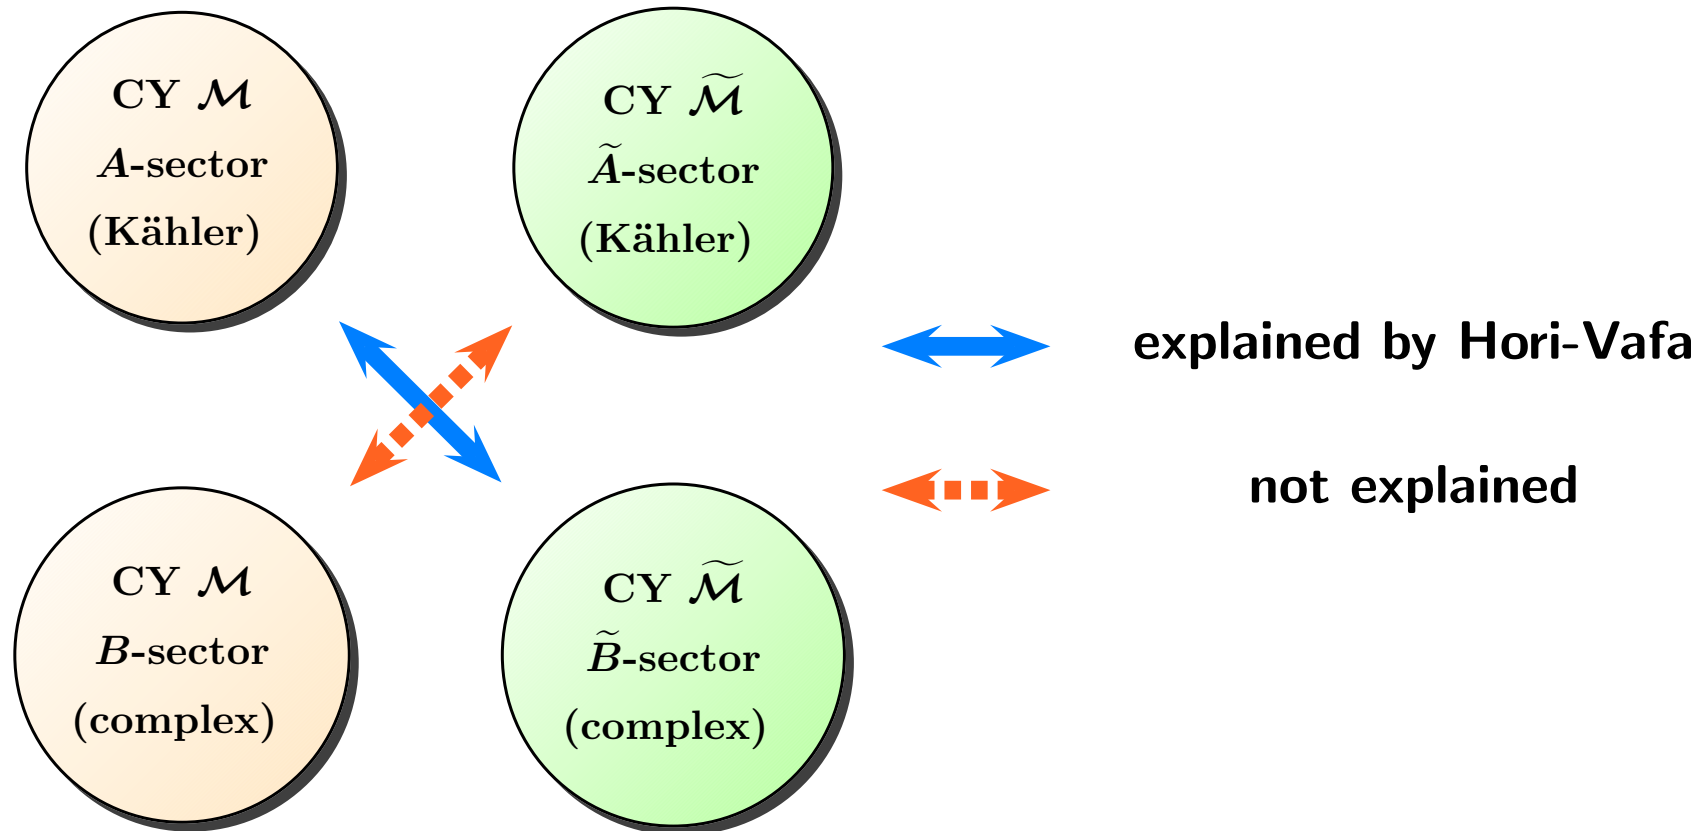 CY ℳ
A-sector
(Kähler)
CY ℳ̃
Ã-sector
(Kähler)
explained by Hori-Vafa
not explained
CY ℳ
B-sector
(complex)
CY ℳ̃
B̃-sector
(complex)